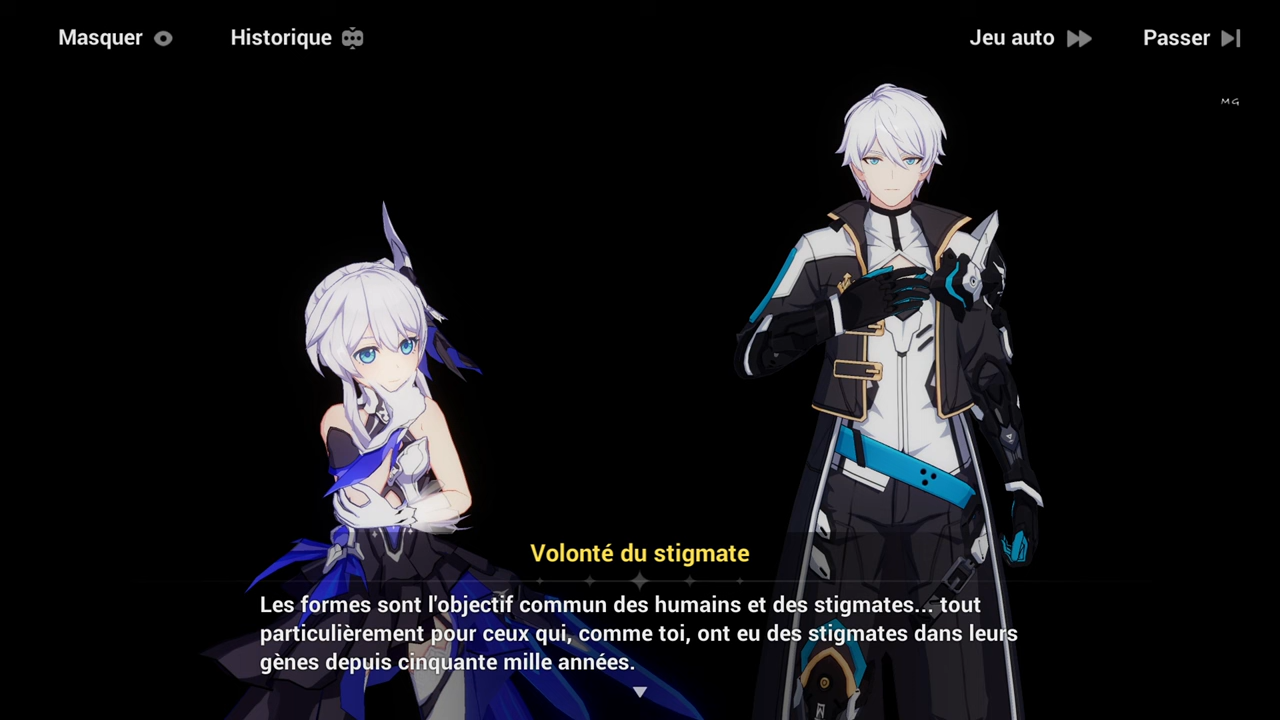 Masquer
Historique
Jeu auto
Passer
MG
Volonté du stigmate
Les formes sont l'objectif commun des humains et des stigmates... tout
particulièrement pour ceux qui, comme toi, ont eu des stigmates dans leurs
gènes depuis cinquante mille années.